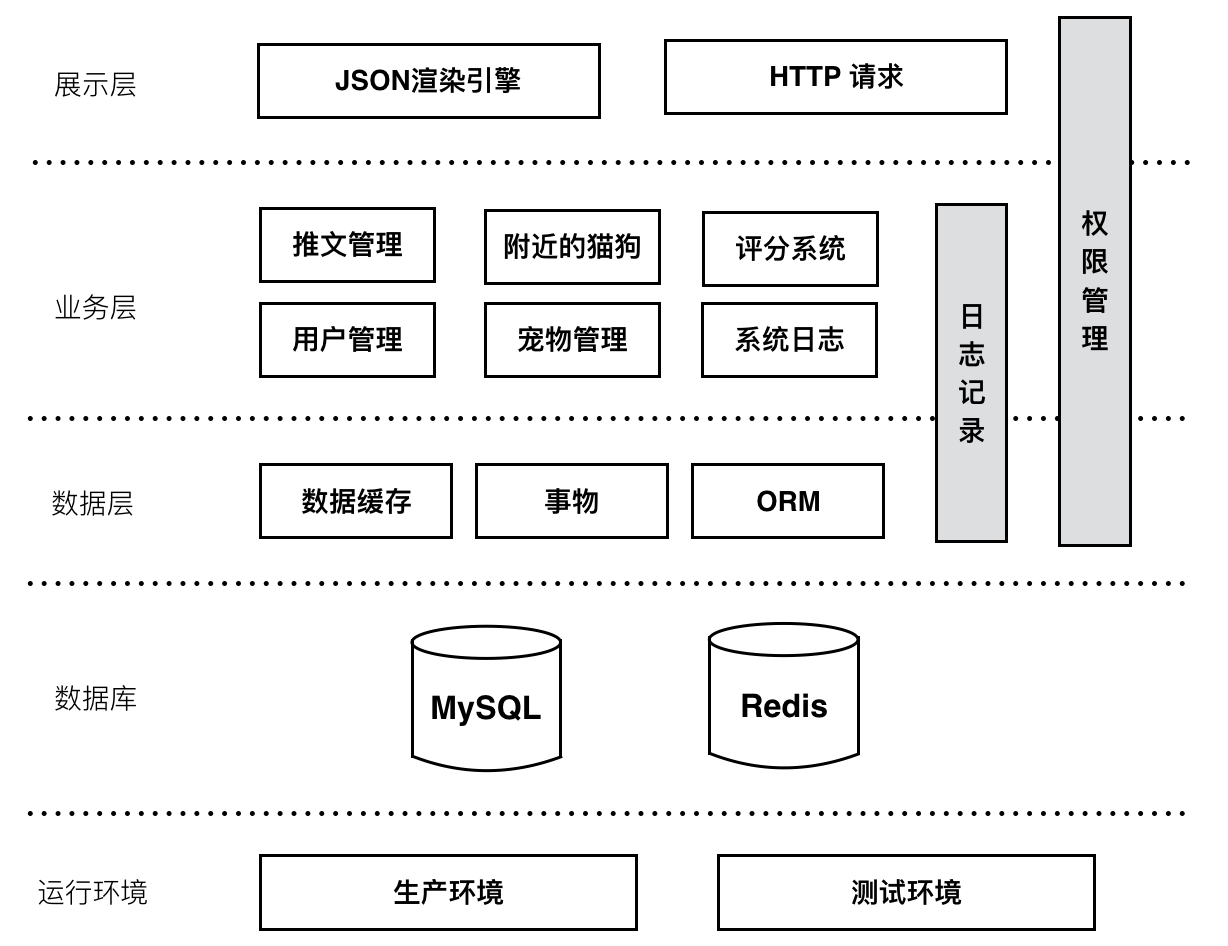 展示层
JSON渲染引擎
HTTP 请求
业务层
推文管理
附近的猫狗
评分系统
用户管理
宠物管理
系统日志
日志记录
权限管理
数据层
数据缓存
事物
ORM
数据库
MySQL
Redis
运行环境
生产环境
测试环境